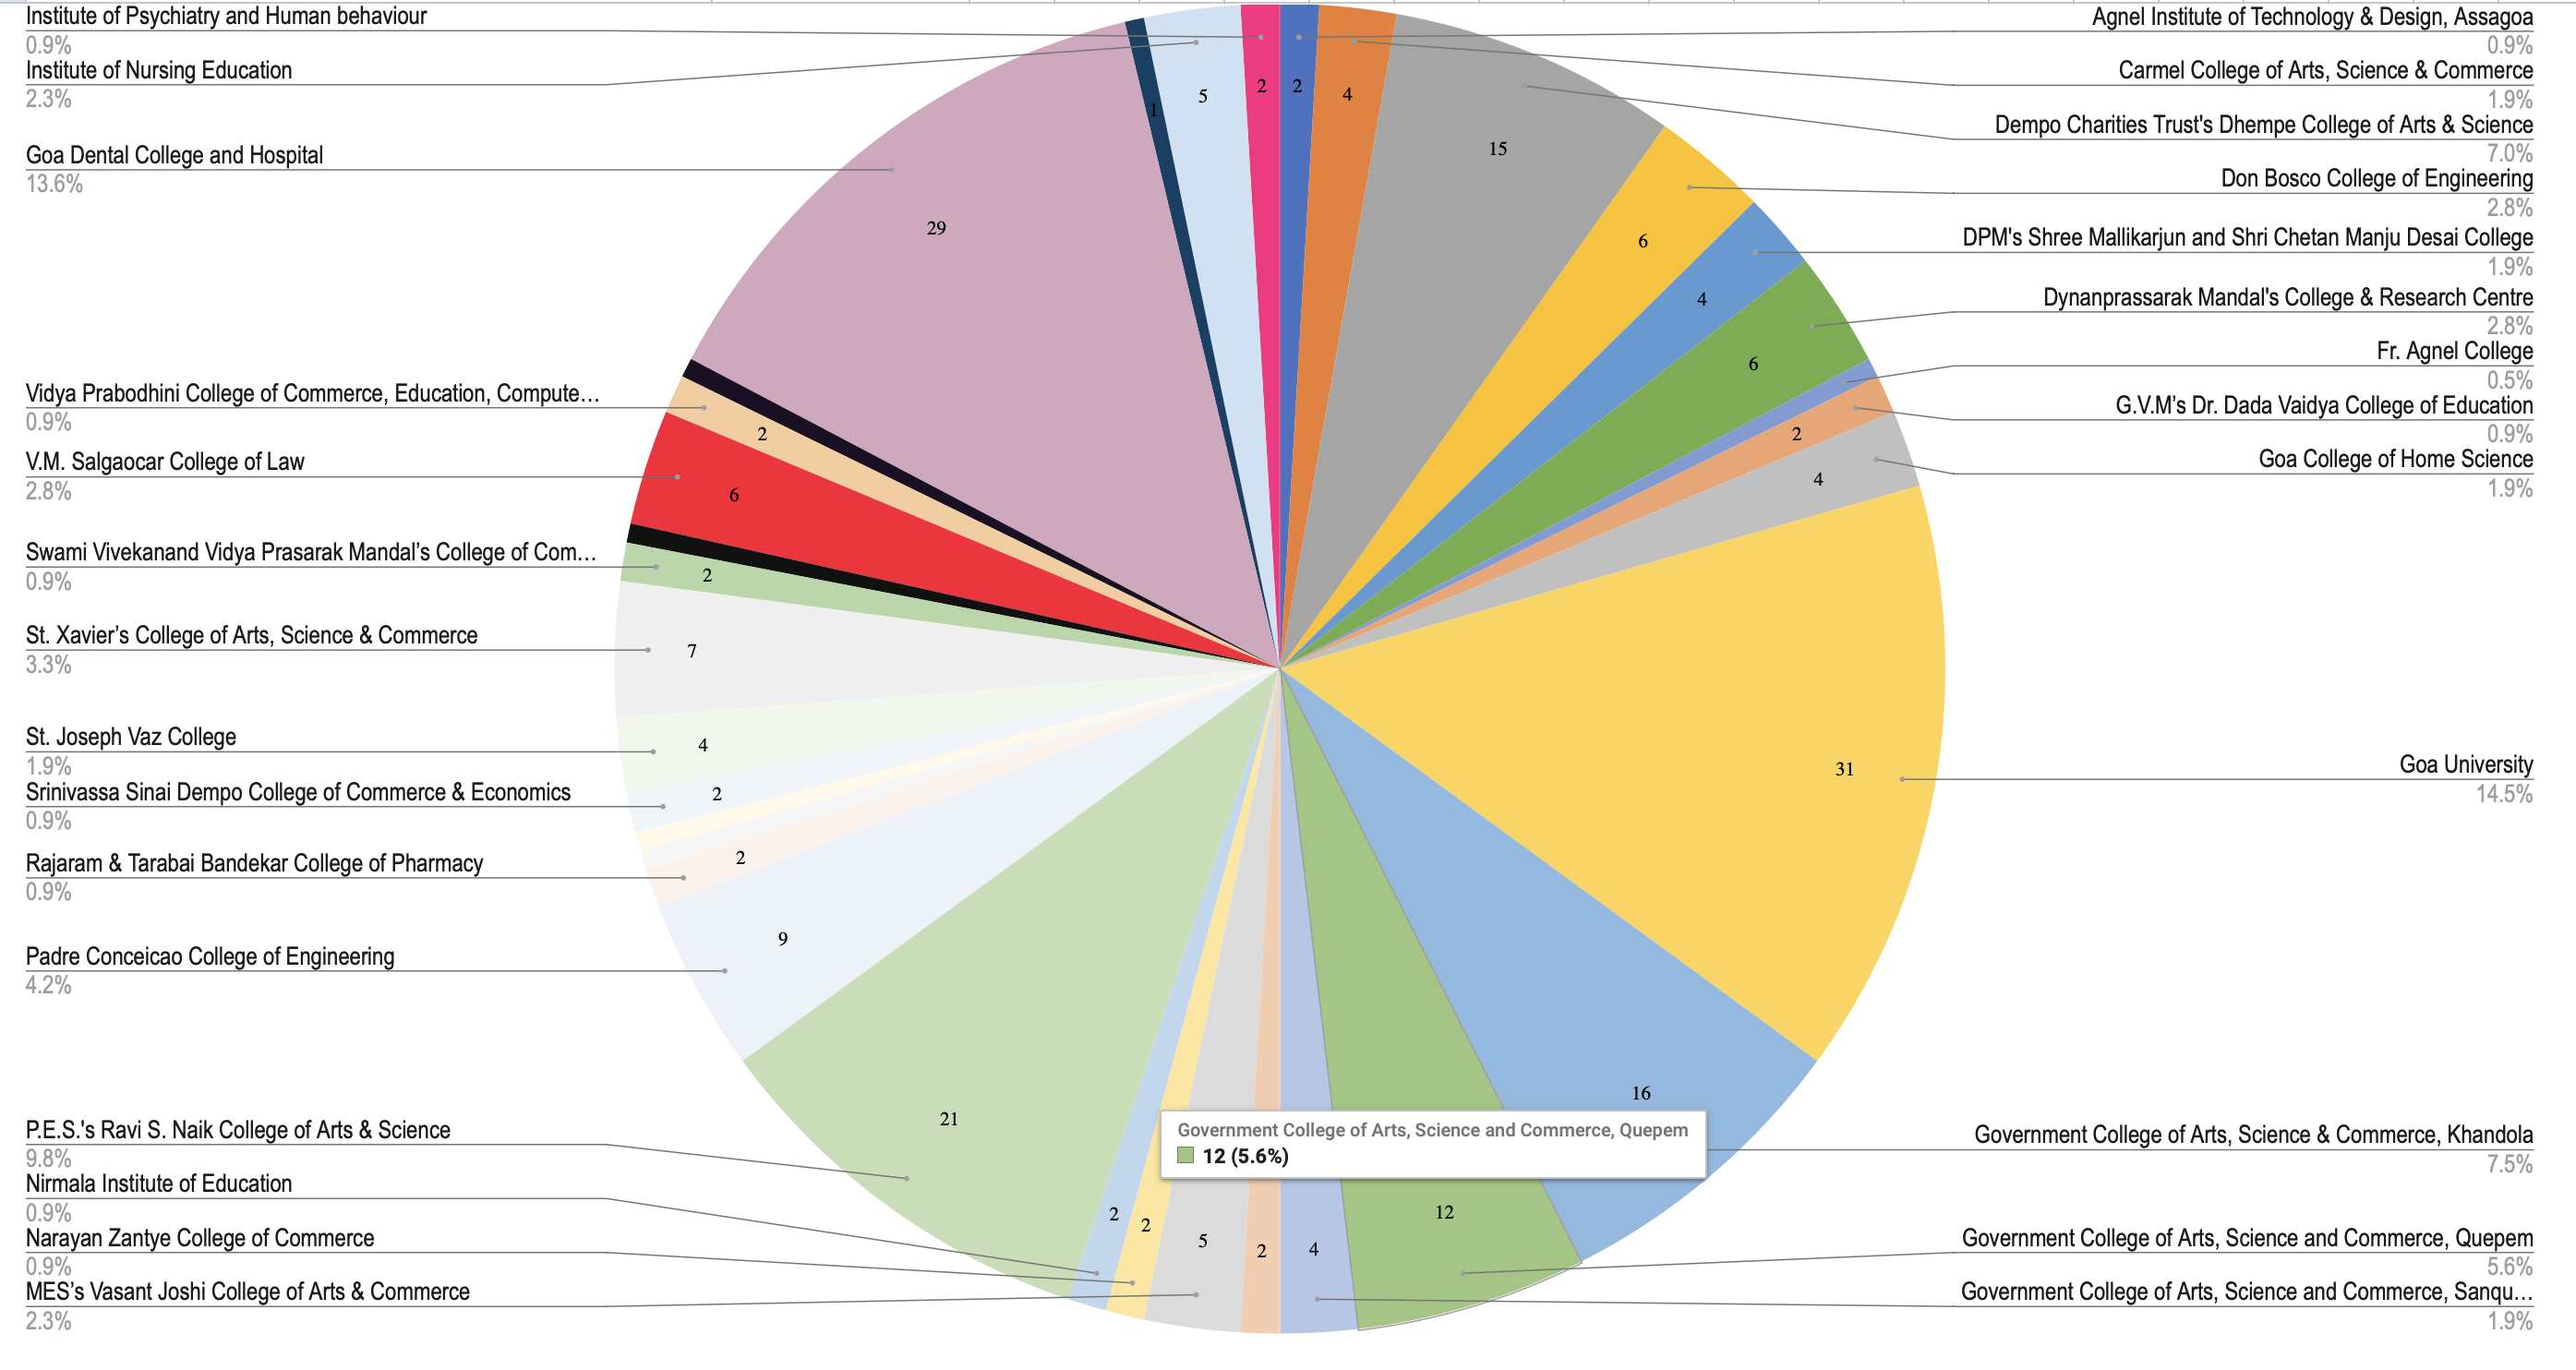 Institute of Psychiatry and Human behaviour
0.9%
Institute of Nursing Education
2.3%
Goa Dental College and Hospital
13.6%
Vidya Prabodhini College of Commerce, Education, Compute…
0.9%
V.M. Salgaocar College of Law
2.8%
Swami Vivekanand Vidya Prasarak Mandal’s College of Com…
0.9%
St. Xavier’s College of Arts, Science & Commerce
3.3%
St. Joseph Vaz College
1.9%
Srinivassa Sinai Dempo College of Commerce & Economics
0.9%
Rajaram & Tarabai Bandekar College of Pharmacy
0.9%
Padre Conceicao College of Engineering
4.2%
P.E.S.'s Ravi S. Naik College of Arts & Science
9.8%
Nirmala Institute of Education
0.9%
Narayan Zantye College of Commerce
0.9%
MES’s Vasant Joshi College of Arts & Commerce
2.3%
1
5
2
2
4
15
29
6
4
6
2
2
4
6
2
7
4
31
2
2
9
16
21
Government College of Arts, Science and Commerce, Quepem
12 (5.6%)
2
2
5
2
4
12
Agnel Institute of Technology & Design, Assagoa
0.9%
Carmel College of Arts, Science & Commerce
1.9%
Dempo Charities Trust's Dhempe College of Arts & Science
7.0%
Don Bosco College of Engineering
2.8%
DPM's Shree Mallikarjun and Shri Chetan Manju Desai College
1.9%
Dynanprassarak Mandal's College & Research Centre
2.8%
Fr. Agnel College
0.5%
G.V.M’s Dr. Dada Vaidya College of Education
0.9%
Goa College of Home Science
1.9%
Goa University
14.5%
Government College of Arts, Science & Commerce, Khandola
7.5%
Government College of Arts, Science and Commerce, Quepem
5.6%
Government College of Arts, Science and Commerce, Sanqu…
1.9%